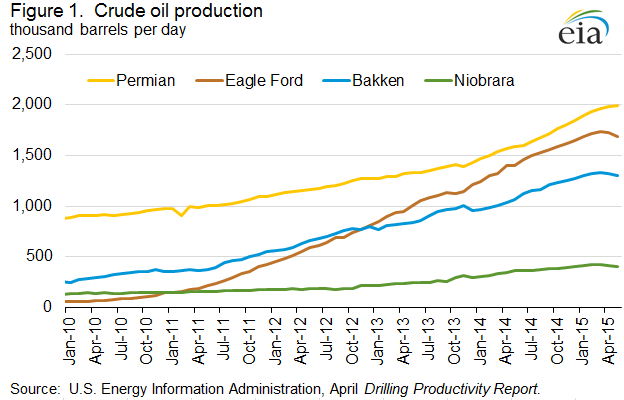 Figure 1.  Crude oil production
thousand barrels per day
eia
2,500
Permian Eagle Ford Bakken Niobrara
2,000
1,500
1,000
500
0
Jan-10 Apr-10 Jul-10 Oct-10 Jan-11 Apr-11 Jul-11 Oct-11 Jan-12 Apr-12 Jul-12 Oct-12 Jan-13 Apr-13 Jul-13 Oct-13 Jan-14 Apr-14 Jul-14 Oct-14 Jan-15 Apr-15
Source:  U.S. Energy Information Administration, April Drilling Productivity Report.